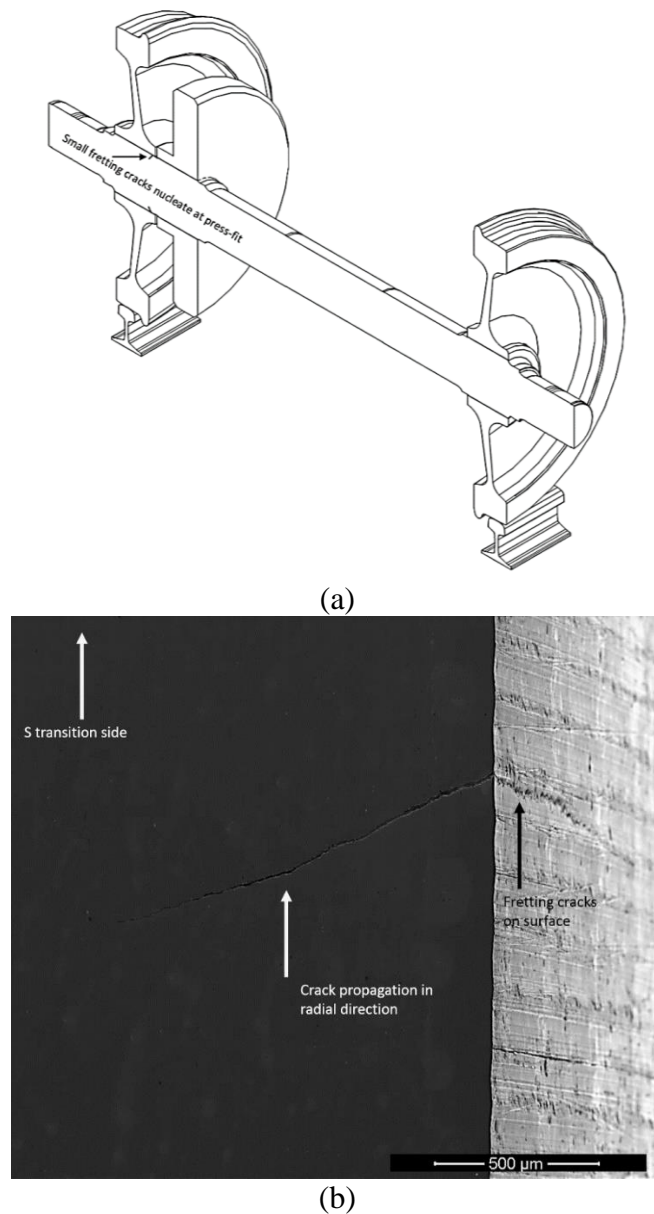 Small fretting cracks nucleate at press-fit
(a)
S transition side
Fretting cracks
on surface
Crack propagation in
radial direction
500 µm
(b)